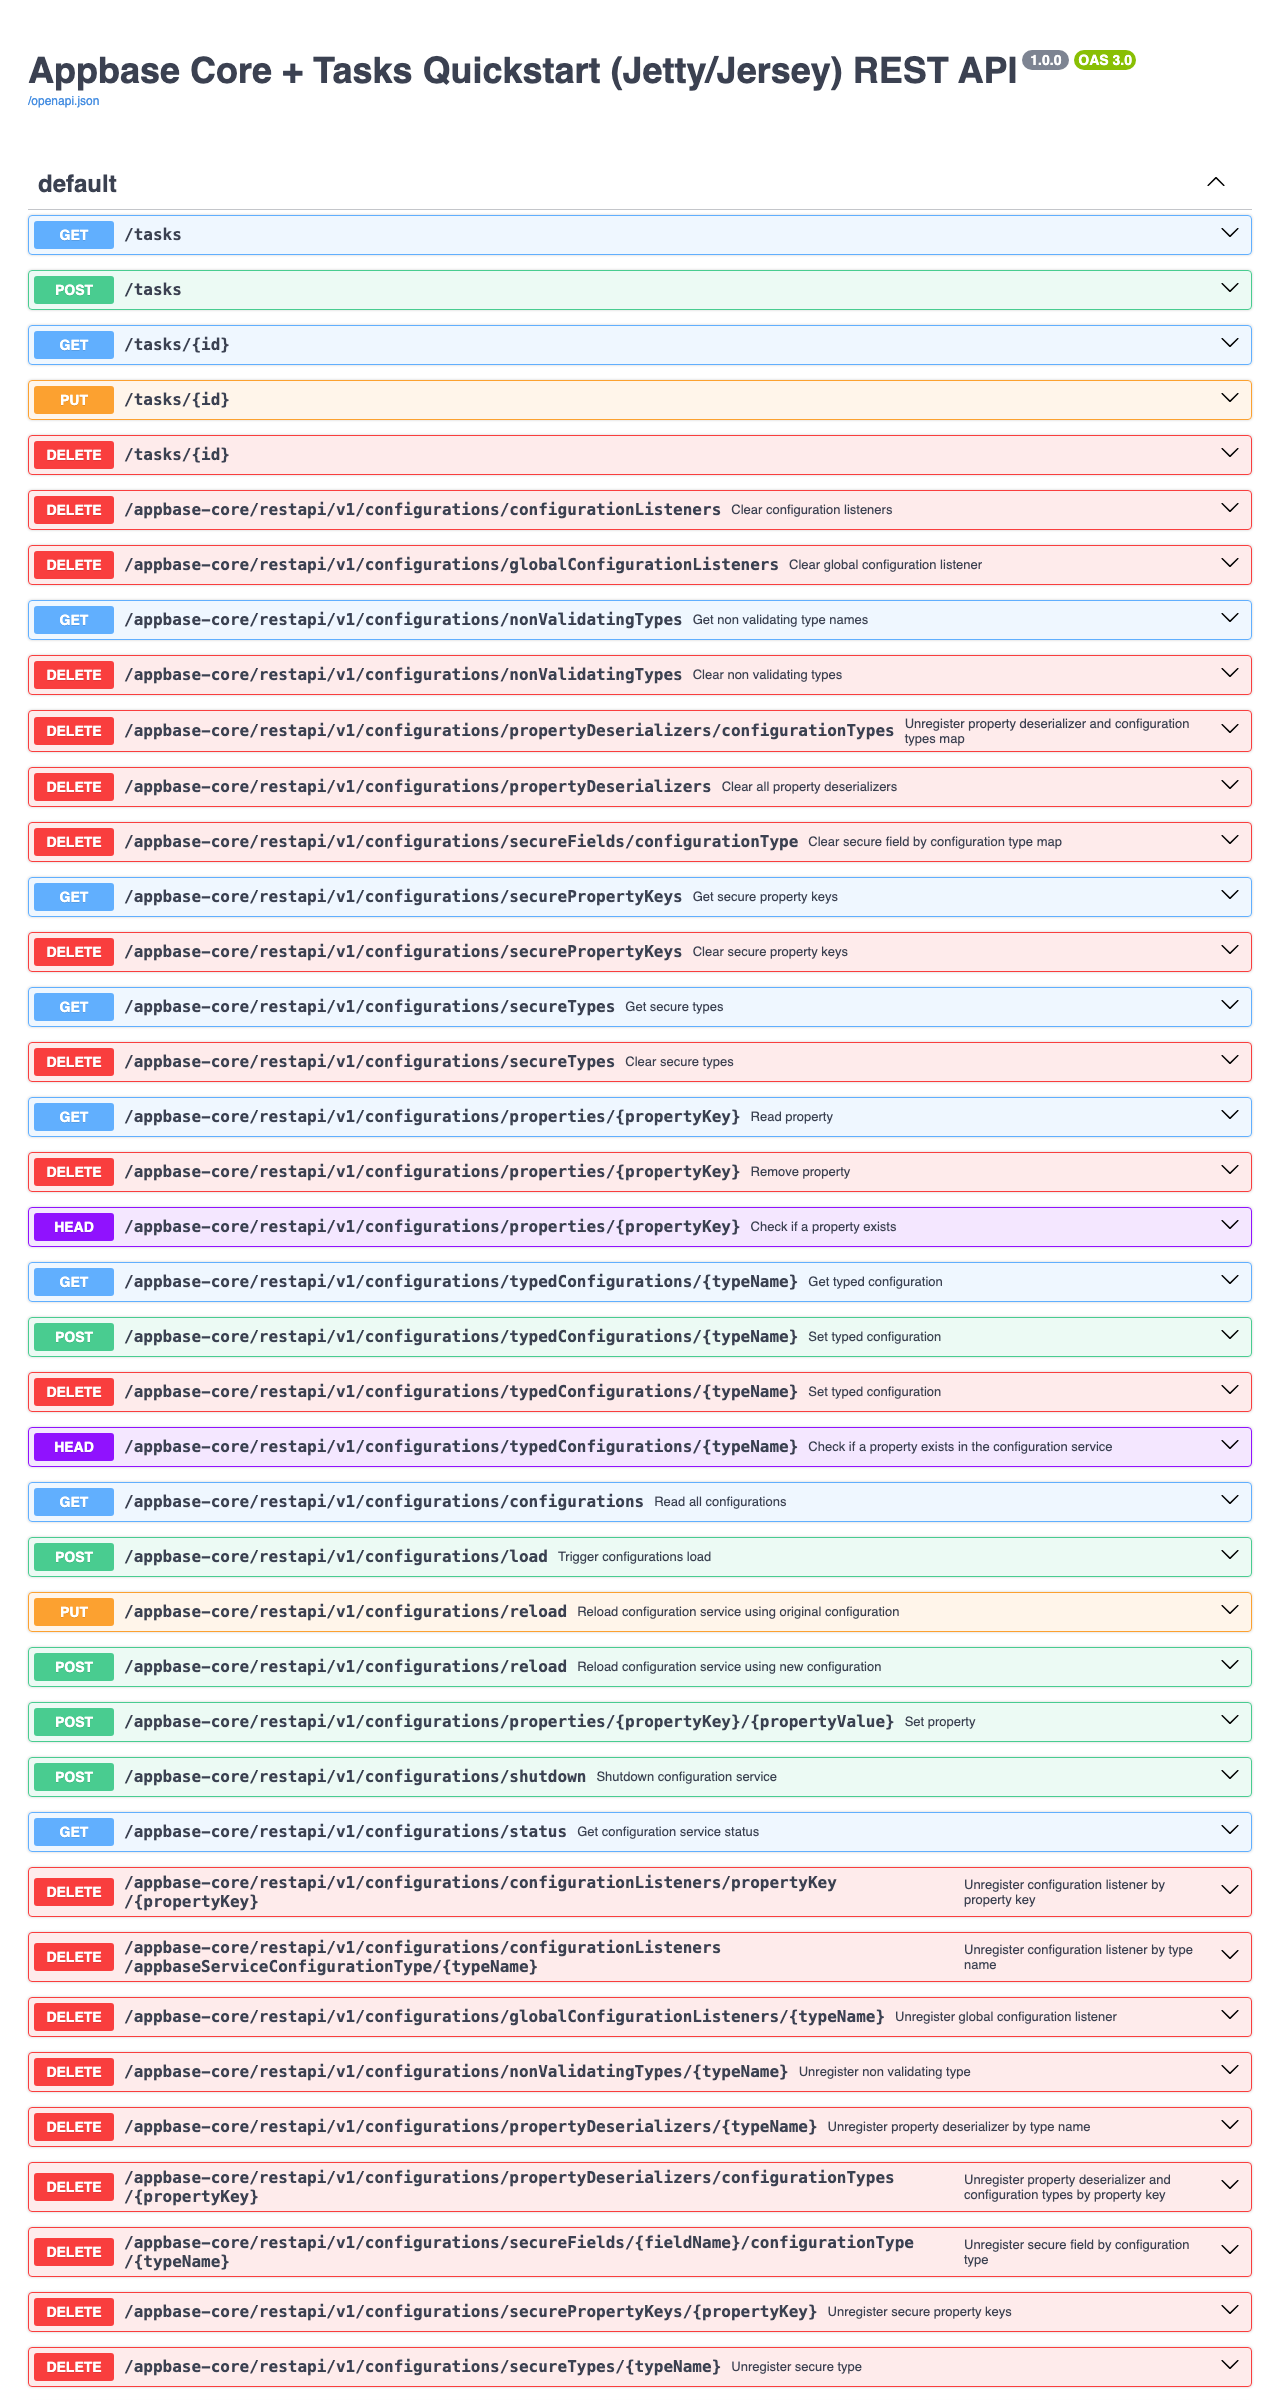 Appbase Core + Tasks Quickstart (Jetty/Jersey) REST API 1.0.0 OAS 3.0
/openapi.json
default
GET /tasks
POST /tasks
GET /tasks/{id}
PUT /tasks/{id}
DELETE /tasks/{id}
DELETE /appbase-core/restapi/v1/configurations/configurationListeners Clear configuration listeners
DELETE /appbase-core/restapi/v1/configurations/globalConfigurationListeners Clear global configuration listener
GET /appbase-core/restapi/v1/configurations/nonValidatingTypes Get non validating type names
DELETE /appbase-core/restapi/v1/configurations/nonValidatingTypes Clear non validating types
DELETE /appbase-core/restapi/v1/configurations/propertyDeserializers/configurationTypes Unregister property deserializer and configuration
types map
DELETE /appbase-core/restapi/v1/configurations/propertyDeserializers Clear all property deserializers
DELETE /appbase-core/restapi/v1/configurations/secureFields/configurationType Clear secure field by configuration type map
GET /appbase-core/restapi/v1/configurations/securePropertyKeys Get secure property keys
DELETE /appbase-core/restapi/v1/configurations/securePropertyKeys Clear secure property keys
GET /appbase-core/restapi/v1/configurations/secureTypes Get secure types
DELETE /appbase-core/restapi/v1/configurations/secureTypes Clear secure types
GET /appbase-core/restapi/v1/configurations/properties/{propertyKey} Read property
DELETE /appbase-core/restapi/v1/configurations/properties/{propertyKey} Remove property
HEAD /appbase-core/restapi/v1/configurations/properties/{propertyKey} Check if a property exists
GET /appbase-core/restapi/v1/configurations/typedConfigurations/{typeName} Get typed configuration
POST /appbase-core/restapi/v1/configurations/typedConfigurations/{typeName} Set typed configuration
DELETE /appbase-core/restapi/v1/configurations/typedConfigurations/{typeName} Set typed configuration
HEAD /appbase-core/restapi/v1/configurations/typedConfigurations/{typeName} Check if a property exists in the configuration service
GET /appbase-core/restapi/v1/configurations/configurations Read all configurations
POST /appbase-core/restapi/v1/configurations/load Trigger configurations load
PUT /appbase-core/restapi/v1/configurations/reload Reload configuration service using original configuration
POST /appbase-core/restapi/v1/configurations/reload Reload configuration service using new configuration
POST /appbase-core/restapi/v1/configurations/properties/{propertyKey}/{propertyValue} Set property
POST /appbase-core/restapi/v1/configurations/shutdown Shutdown configuration service
GET /appbase-core/restapi/v1/configurations/status Get configuration service status
DELETE /appbase-core/restapi/v1/configurations/configurationListeners/propertyKey Unregister configuration listener by
/{propertyKey} property key
DELETE /appbase-core/restapi/v1/configurations/configurationListeners Unregister configuration listener by type
/appbaseServiceConfigurationType/{typeName} name
DELETE /appbase-core/restapi/v1/configurations/globalConfigurationListeners/{typeName} Unregister global configuration listener
DELETE /appbase-core/restapi/v1/configurations/nonValidatingTypes/{typeName} Unregister non validating type
DELETE /appbase-core/restapi/v1/configurations/propertyDeserializers/{typeName} Unregister property deserializer by type name
DELETE /appbase-core/restapi/v1/configurations/propertyDeserializers/configurationTypes Unregister property deserializer and
/{propertyKey} configuration types by property key
DELETE /appbase-core/restapi/v1/configurations/secureFields/{fieldName}/configurationType Unregister secure field by configuration
/{typeName} type
DELETE /appbase-core/restapi/v1/configurations/securePropertyKeys/{propertyKey} Unregister secure property keys
DELETE /appbase-core/restapi/v1/configurations/secureTypes/{typeName} Unregister secure type